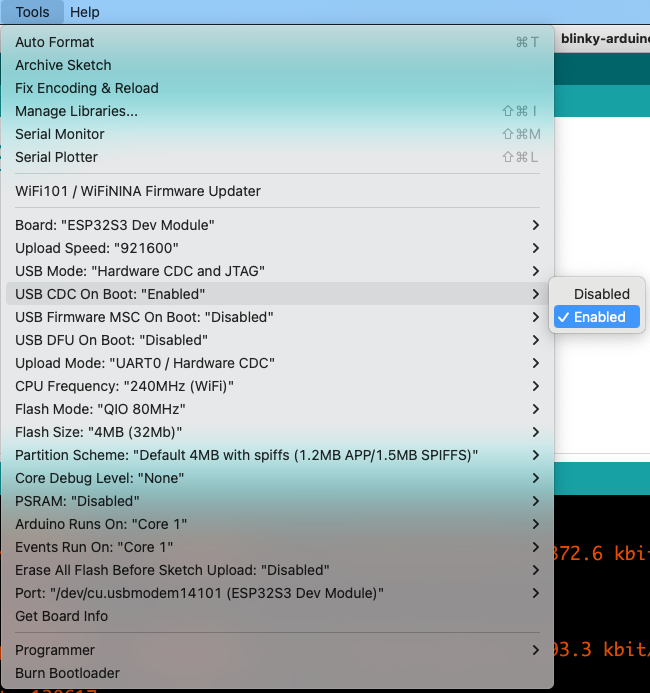 Tools Help
Auto Format ⌘T
blinky-arduino
Archive Sketch
Fix Encoding & Reload
Manage Libraries... ⇧⌘I
Serial Monitor ⇧⌘M
Serial Plotter ⇧⌘L
WiFi101 / WiFiNINA Firmware Updater
Board: "ESP32S3 Dev Module"
Upload Speed: "921600"
USB Mode: "Hardware CDC and JTAG"
USB CDC On Boot: "Enabled"
Disabled
✓ Enabled
USB Firmware MSC On Boot: "Disabled"
USB DFU On Boot: "Disabled"
Upload Mode: "UART0 / Hardware CDC"
CPU Frequency: "240MHz (WiFi)"
Flash Mode: "QIO 80MHz"
Flash Size: "4MB (32Mb)"
Partition Scheme: "Default 4MB with spiffs (1.2MB APP/1.5MB SPIFFS)"
Core Debug Level: "None"
PSRAM: "Disabled"
Arduino Runs On: "Core 1"
Events Run On: "Core 1"
372.6 kbi
Erase All Flash Before Sketch Upload: "Disabled"
Port: "/dev/cu.usbmodem14101 (ESP32S3 Dev Module)"
Get Board Info
Programmer
93.3 kbit/
Burn Bootloader